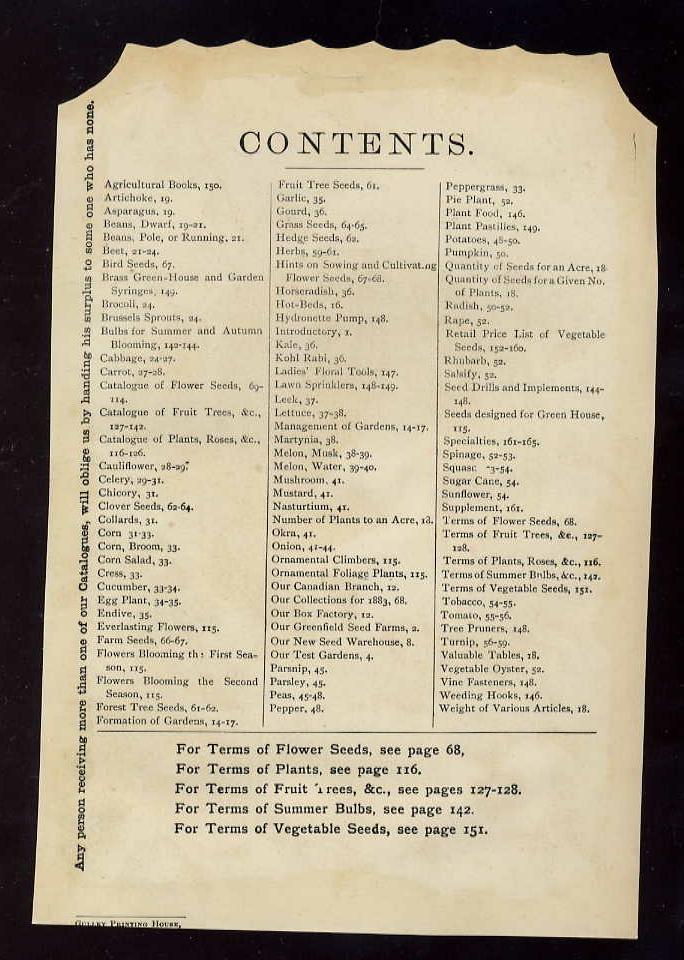 CONTENTS.
Agricultural Books, 150.
Artichoke, 19.
Asparagus, 19.
Beans, Dwarf, 19-21.
Beans, Pole, or Running, 21.
Beet, 21-24.
Bird Seeds, 67.
Brass Green-House and Garden
Syringes, 149.
Brocoli, 24.
Brussels Sprouts, 24.
Bulbs for Summer and Autumn
Blooming, 142-144.
Cabbage, 24-27.
Carrot, 27-28.
Catalogue of Flower Seeds, 69-
114.
Catalogue of Fruit Trees, &c.,
127-142.
Catalogue of Plants, Roses, &c.,
116-126.
Cauliflower, 28-29.
Celery, 29-31.
Chicory, 31.
Clover Seeds, 62-64.
Collards, 31.
Corn 31-33.
Corn, Broom, 33.
Corn Salad, 33.
Cress, 33.
Cucumber, 33-34.
Egg Plant, 34-35.
Endive, 35.
Everlasting Flowers, 115.
Farm Seeds, 66-67.
Flowers Blooming the First Sea-
son, 115.
Flowers Blooming the Second
Season, 115.
Forest Tree Seeds, 61-62.
Formation of Gardens, 14-17.
Fruit Tree Seeds, 61.
Garlic, 35.
Gourd, 36.
Grass Seeds, 64-65.
Hedge Seeds, 62.
Herbs, 59-61.
Hints on Sowing and Cultivating
Flower Seeds, 67-68.
Horseradish, 36.
Hot-Beds, 16.
Hydronette Pump, 148.
Introductory, 1.
Kale, 36.
Kohl Rabi, 36.
Ladies' Floral Tools, 147.
Lawn Sprinklers, 148-149.
Leek, 37.
Lettuce, 37-38.
Management of Gardens, 14-17.
Martynia, 38.
Melon, Musk, 38-39.
Melon, Water, 39-40.
Mushroom, 41.
Mustard, 41.
Nasturtium, 41.
Number of Plants to an Acre, 18.
Okra, 41.
Onion, 41-44.
Ornamental Climbers, 115.
Ornamental Foliage Plants, 115.
Our Canadian Branch, 12.
Our Collections for 1883, 68.
Our Box Factory, 12.
Our Greenfield Seed Farms, 2.
Our New Seed Warehouse, 8.
Our Test Gardens, 4.
Parsnip, 45.
Parsley, 45.
Peas, 45-48.
Pepper, 48.
Peppergrass, 33.
Pie Plant, 52.
Plant Food, 146.
Plant Pastilies, 149.
Potatoes, 48-50.
Pumpkin, 50.
Quantity of Seeds for an Acre, 18
Quantity of Seeds for a Given No.
of Plants, 18.
Radish, 50-52.
Rape, 52.
Retail Price List of Vegetable
Seeds, 152-160.
Rhubarb, 52.
Salsify, 52.
Seed Drills and Implements, 144-
148.
Seeds designed for Green House,
115.
Specialties, 161-165.
Spinage, 52-53.
Squash 3-54.
Sugar Cane, 54.
Sunflower, 54.
Supplement, 161.
Terms of Flower Seeds, 68.
Terms of Fruit Trees, &c., 127-
128.
Terms of Plants, Roses, &c., 116.
Terms of Summer Bulbs, &c., 142.
Terms of Vegetable Seeds, 151.
Tobacco, 54-55.
Tomato, 55-56.
Tree Pruners, 148.
Turnip, 56-59.
Valuable Tables, 18.
Vegetable Oyster, 52.
Vine Fasteners, 148.
Weeding Hooks, 146.
Weight of Various Articles, 18.
For Terms of Flower Seeds, see page 68,
For Terms of Plants, see page 116.
For Terms of Fruit Trees, &c., see pages 127-128.
For Terms of Summer Bulbs, see page 142.
For Terms of Vegetable Seeds, see page 151.
Any person receiving more than one of our Catalogues, will oblige us by handing his surplus to some one who has none.
GULLEY PRINTING HOUSE,